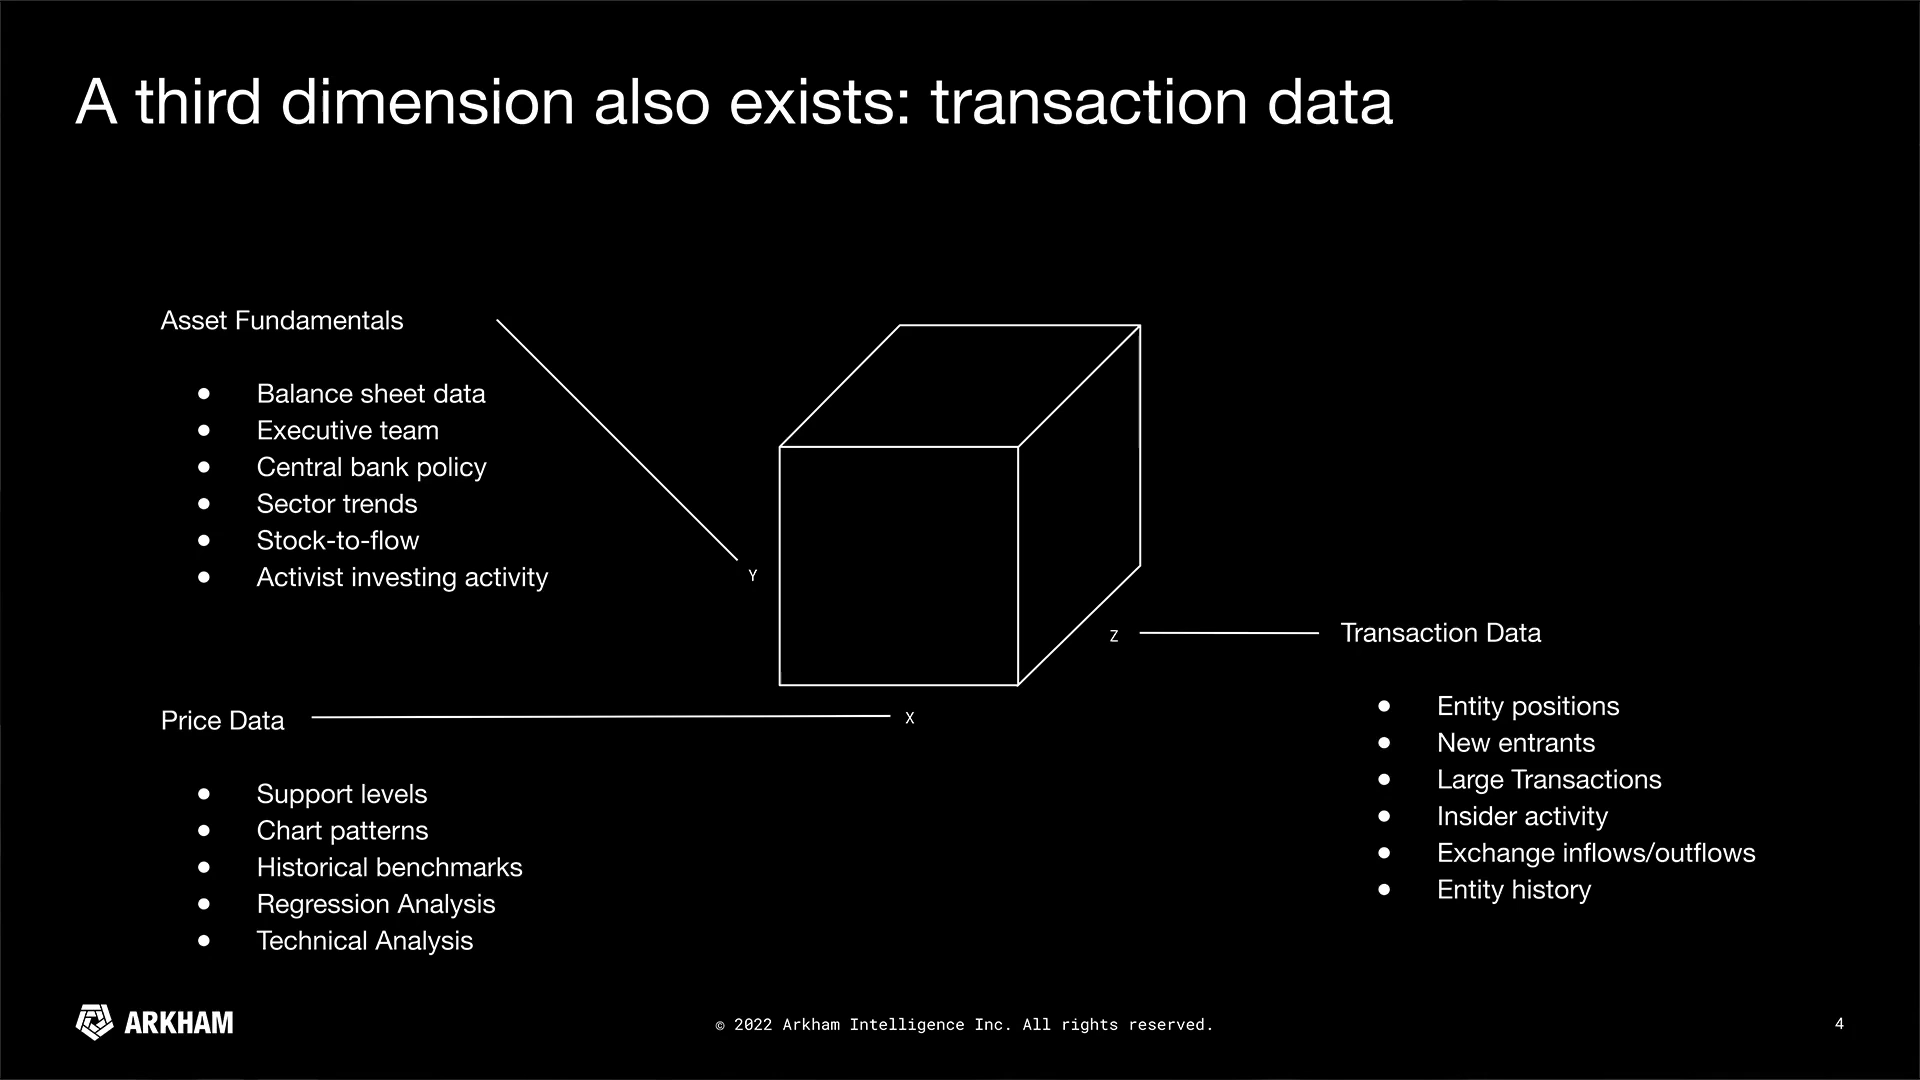 A third dimension also exists: transaction data
Asset Fundamentals
● Balance sheet data
● Executive team
● Central bank policy
● Sector trends
● Stock-to-flow
● Activist investing activity
Y
Z
Transaction Data
● Entity positions
● New entrants
● Large Transactions
● Insider activity
● Exchange inflows/outflows
● Entity history
Price Data
X
● Support levels
● Chart patterns
● Historical benchmarks
● Regression Analysis
● Technical Analysis
ARKHAM
© 2022 Arkham Intelligence Inc. All rights reserved.
4